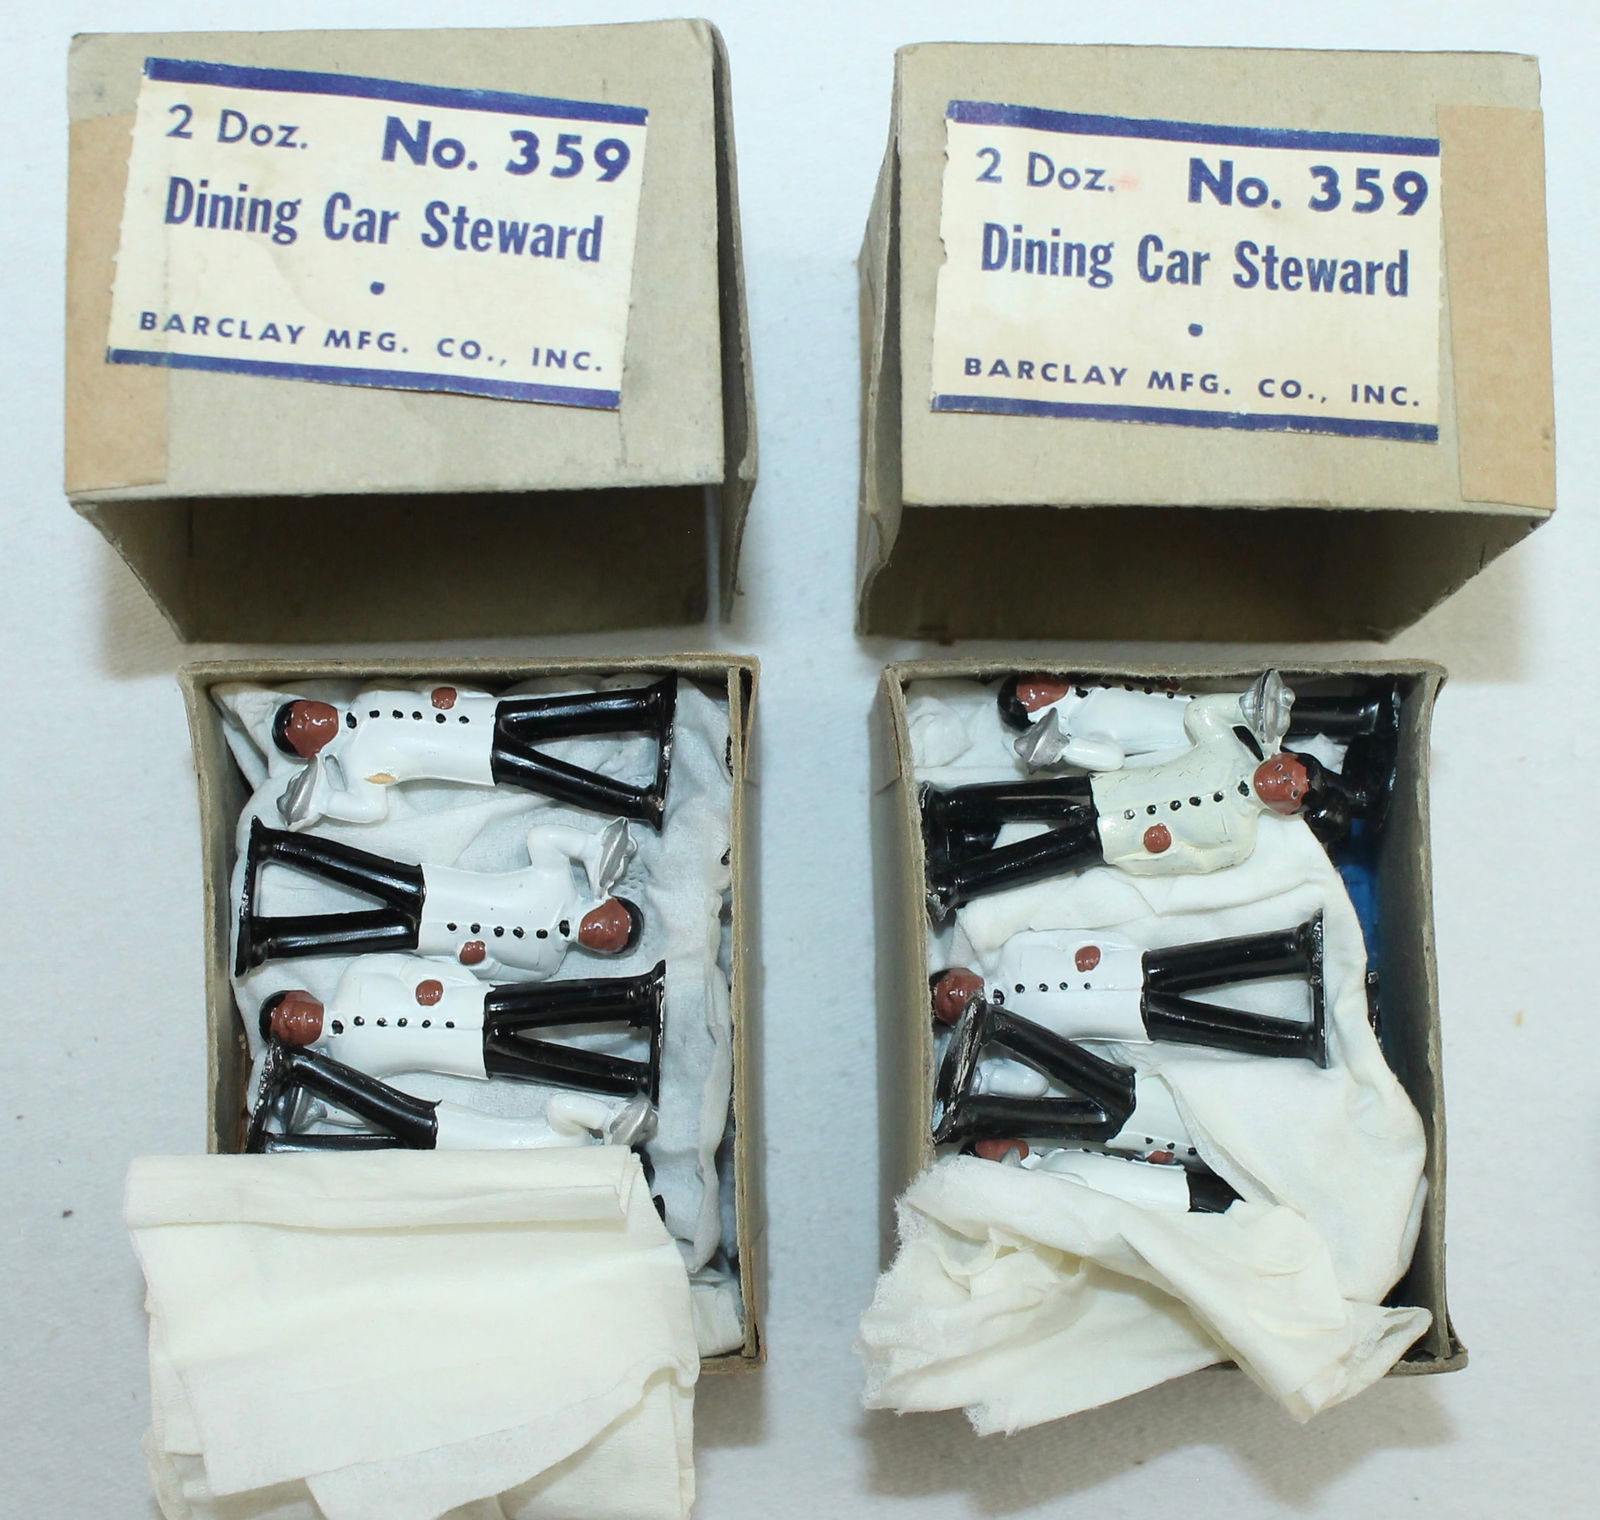 2 Doz. No. 359
Dining Car Steward
•
BARCLAY MFG. CO., INC.
2 Doz. No. 359
Dining Car Steward
•
BARCLAY MFG. CO., INC.